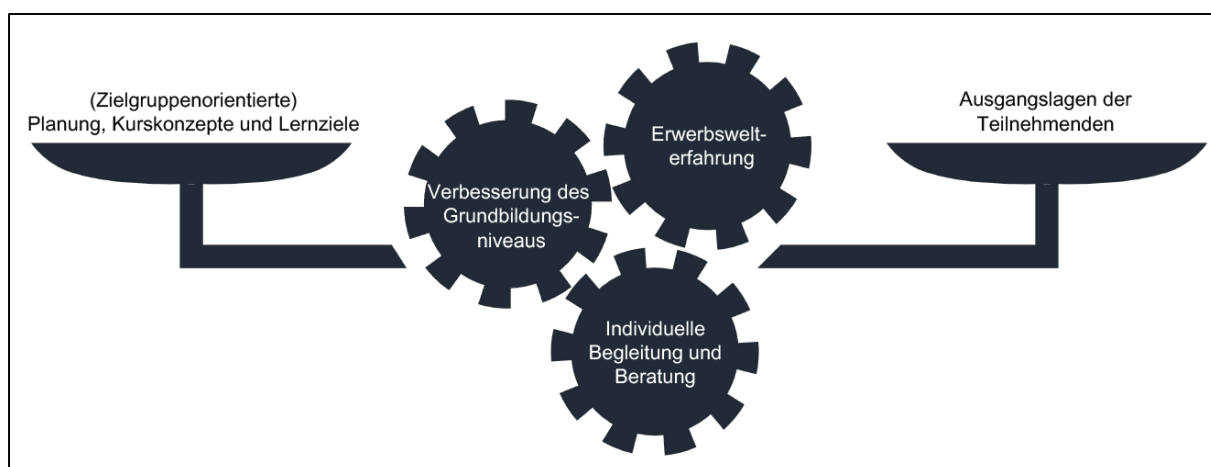 (Zielgruppenorientierte)
Planung, Kurskonzepte und Lernziele
Verbesserung des
Grundbildungs-
niveaus
Erwerbswelt-
erfahrung
Individuelle
Begleitung und
Beratung
Ausgangslagen der
Teilnehmenden